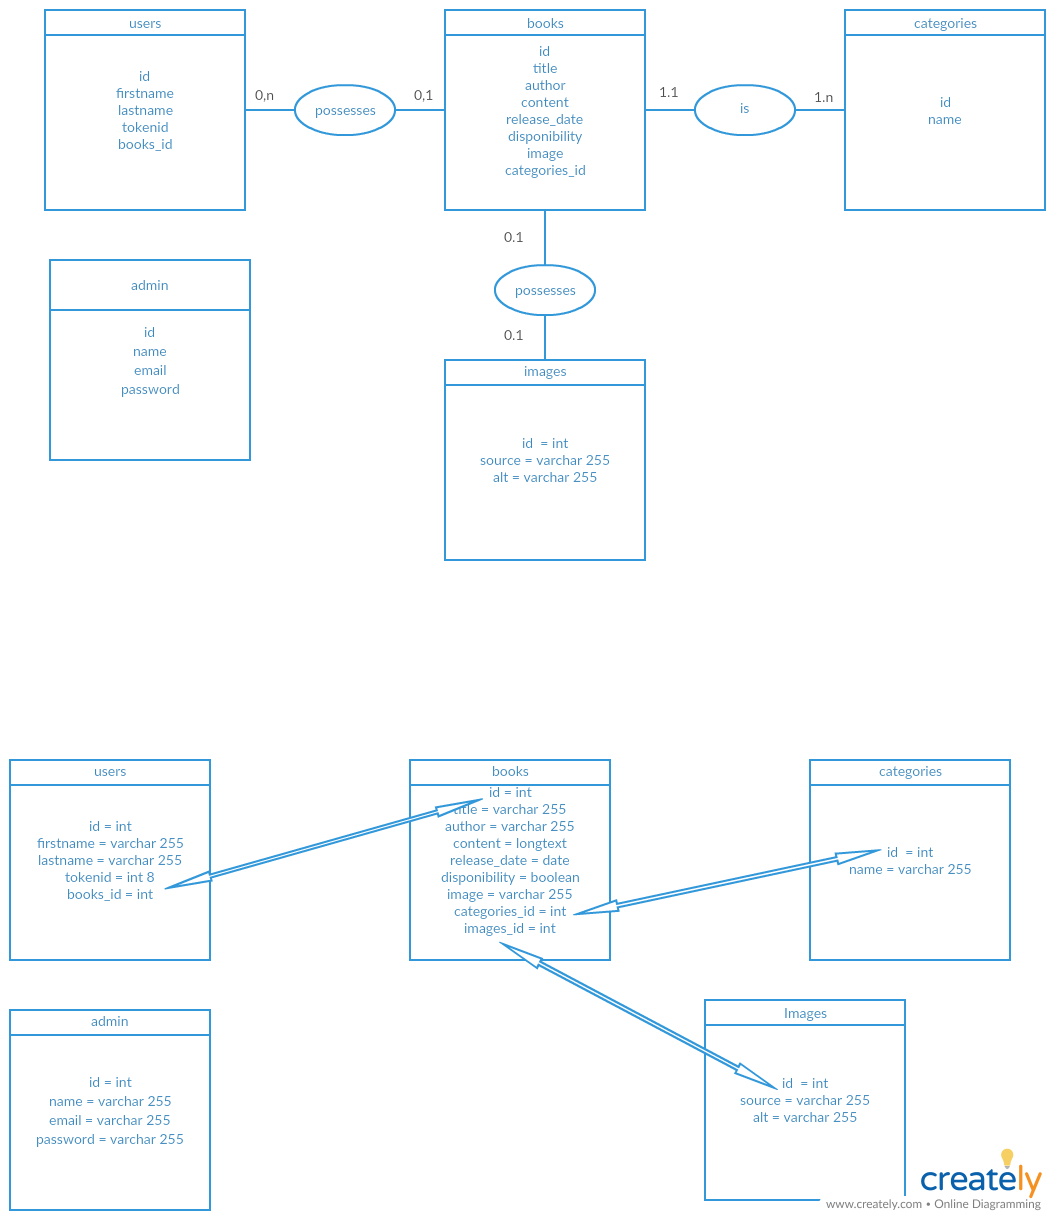 users
id
firstname
lastname
tokenid
books_id
0,n
possesses
0,1
books
id
title
author
content
release_date
disponibility
image
categories_id
1.1
is
1.n
categories
id
name
0.1
possesses
0.1
admin
id
name
email
password
images
id = int
source = varchar 255
alt = varchar 255
users
id = int
firstname = varchar 255
lastname = varchar 255
tokenid = int 8
books_id = int
books
id = int
title = varchar 255
author = varchar 255
content = longtext
release_date = date
disponibility = boolean
image = varchar 255
categories_id = int
images_id = int
categories
id = int
name = varchar 255
admin
id = int
name = varchar 255
email = varchar 255
password = varchar 255
Images
id = int
source = varchar 255
alt = varchar 255
creately
www.creately.com • Online Diagramming